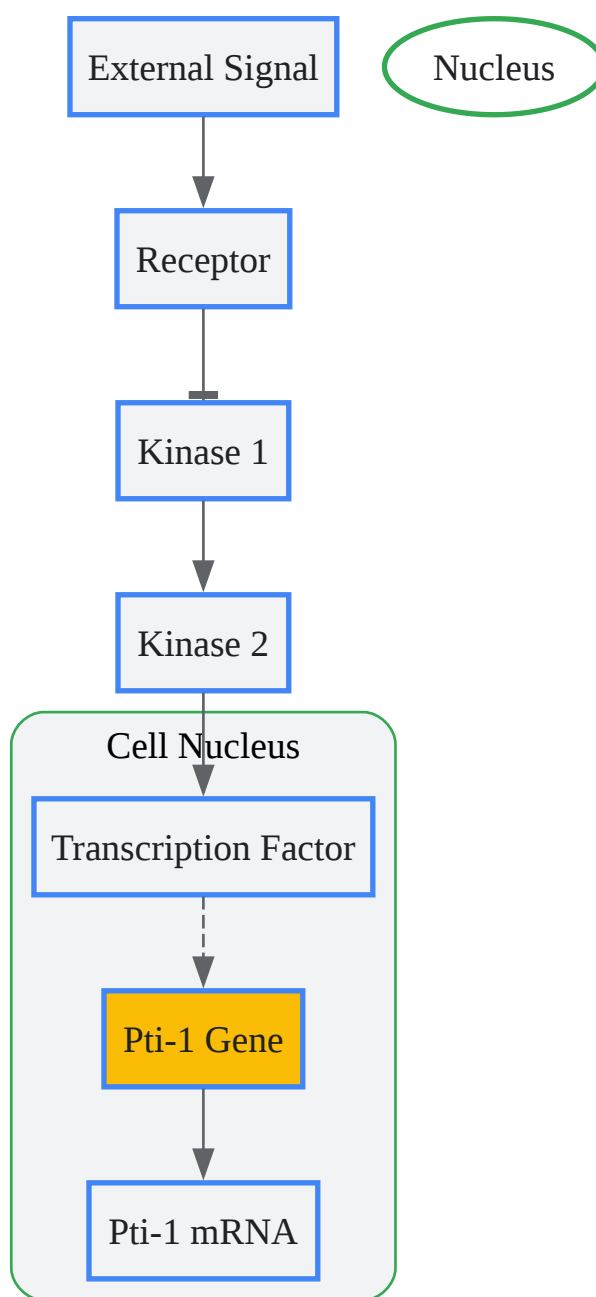 External Signal
Nucleus
Receptor
Kinase 1
Kinase 2
Cell Nucleus
Transcription Factor
Pti-1 Gene
Pti-1 mRNA